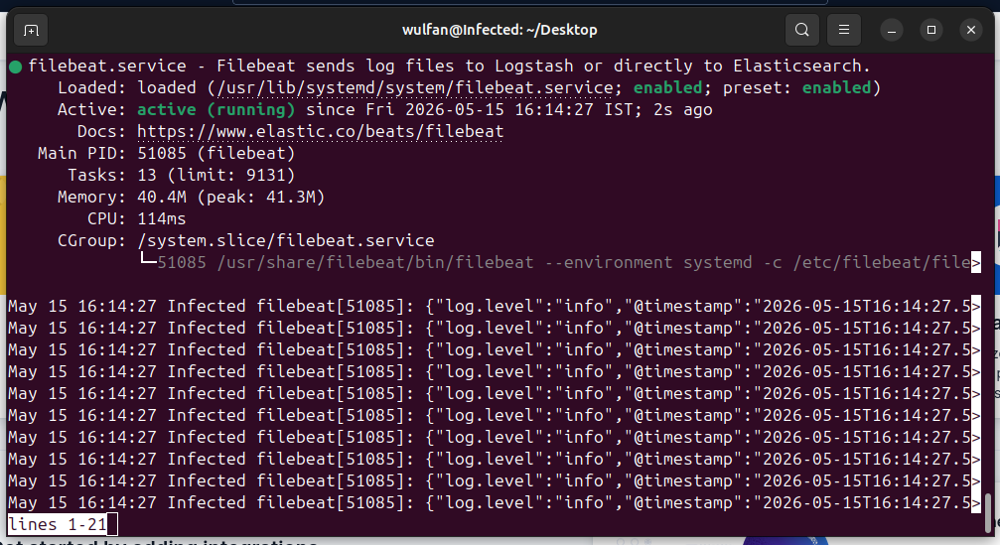 wulfan@Infected: ~/Desktop
● filebeat.service - Filebeat sends log files to Logstash or directly to Elasticsearch.
Loaded: loaded (/usr/lib/systemd/system/filebeat.service; enabled; preset: enabled)
Active: active (running) since Fri 2026-05-15 16:14:27 IST; 2s ago
Docs: https://www.elastic.co/beats/filebeat
Main PID: 51085 (filebeat)
Tasks: 13 (limit: 9131)
Memory: 40.4M (peak: 41.3M)
CPU: 114ms
CGroup: /system.slice/filebeat.service
└─51085 /usr/share/filebeat/bin/filebeat --environment systemd -c /etc/filebeat/file>
May 15 16:14:27 Infected filebeat[51085]: {"log.level":"info","@timestamp":"2026-05-15T16:14:27.5>
May 15 16:14:27 Infected filebeat[51085]: {"log.level":"info","@timestamp":"2026-05-15T16:14:27.5>
May 15 16:14:27 Infected filebeat[51085]: {"log.level":"info","@timestamp":"2026-05-15T16:14:27.5>
May 15 16:14:27 Infected filebeat[51085]: {"log.level":"info","@timestamp":"2026-05-15T16:14:27.5>
May 15 16:14:27 Infected filebeat[51085]: {"log.level":"info","@timestamp":"2026-05-15T16:14:27.5>
May 15 16:14:27 Infected filebeat[51085]: {"log.level":"info","@timestamp":"2026-05-15T16:14:27.5>
May 15 16:14:27 Infected filebeat[51085]: {"log.level":"info","@timestamp":"2026-05-15T16:14:27.5>
May 15 16:14:27 Infected filebeat[51085]: {"log.level":"info","@timestamp":"2026-05-15T16:14:27.5>
May 15 16:14:27 Infected filebeat[51085]: {"log.level":"info","@timestamp":"2026-05-15T16:14:27.5>
May 15 16:14:27 Infected filebeat[51085]: {"log.level":"info","@timestamp":"2026-05-15T16:14:27.5>
lines 1-21
started by adding integrations